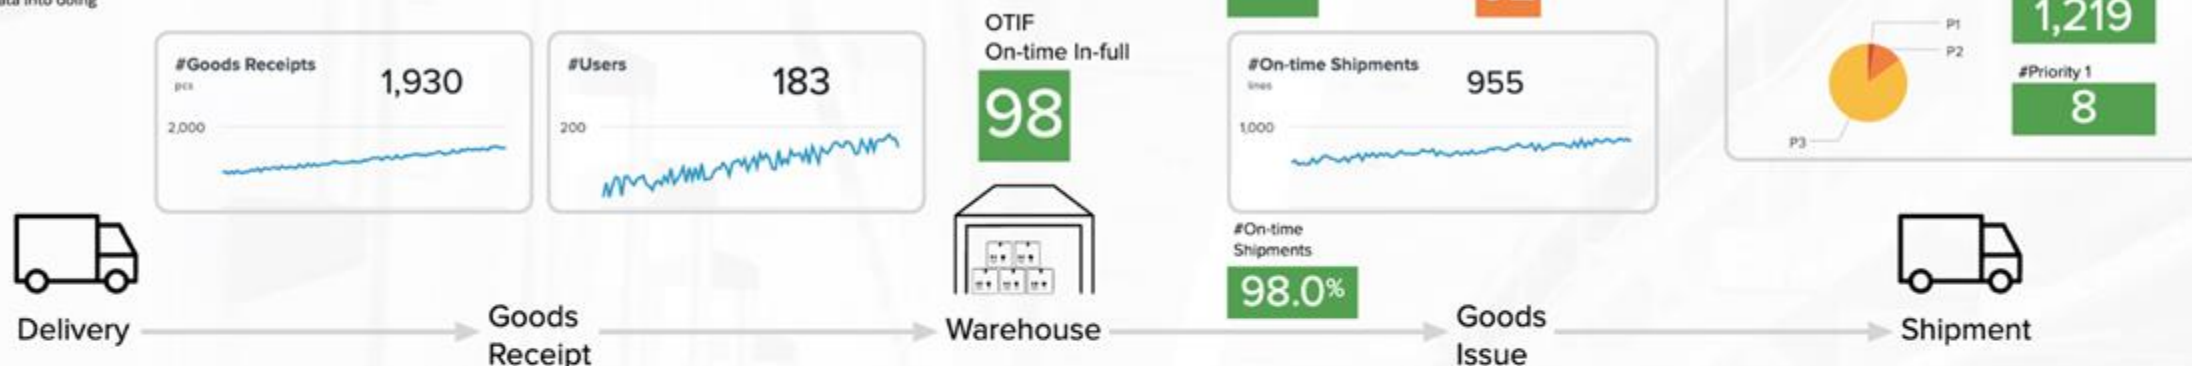 into doing
OTIF
On-time In-full
98
#Goods Receipts
pcs
1,930
2,000
#Users
183
200
#On-time Shipments
lines
955
1,000
P1
P2
P3
1,219
#Priority 1
8
#On-time
Shipments
98.0%
Delivery
Goods
Receipt
Warehouse
Goods
Issue
Shipment